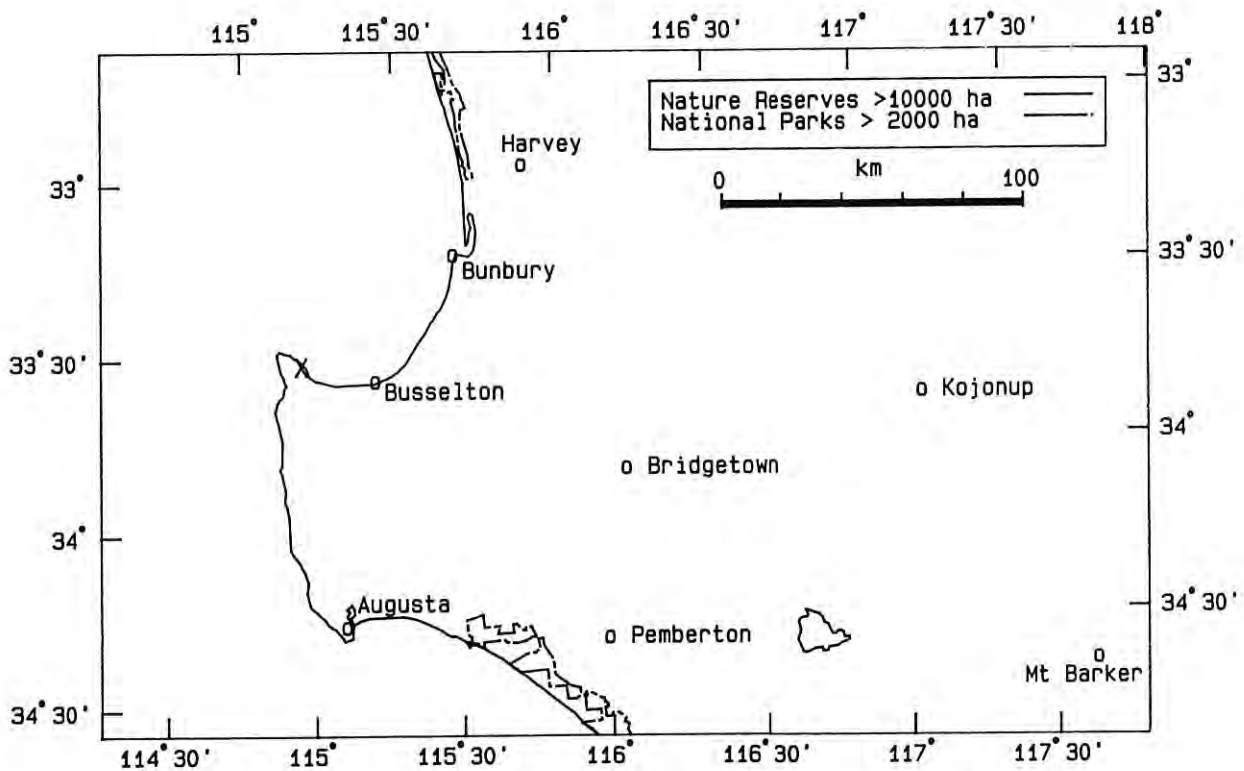 115° 115°30' 116° 116°30' 117° 117°30' 118°
33°
Nature Reserves >10000 ha
National Parks > 2000 ha
Harvey
km
0 100
33°
33°30'
Bunbury
33°30'
Busselton
Kojonup
34°
Bridgetown
34°
Augusta
34°30'
Pemberton
Mt Barker
34°30'
114°30' 115° 115°30' 116° 116°30' 117° 117°30'